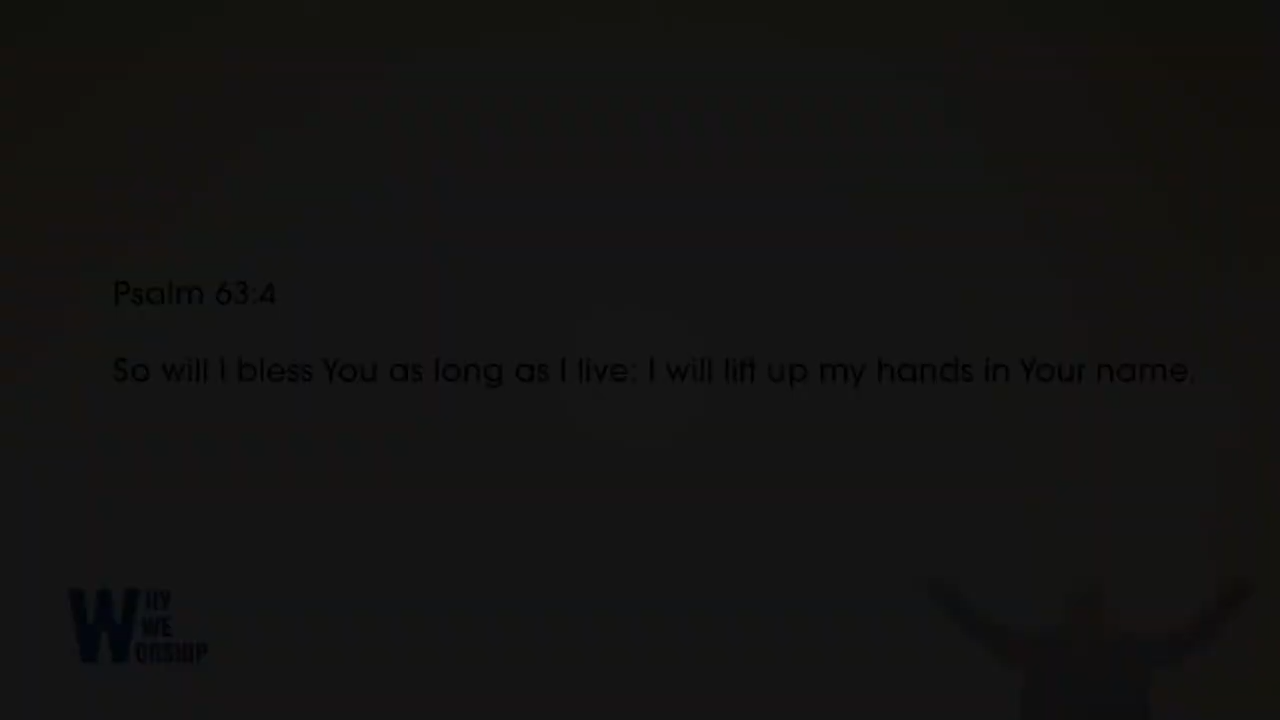 Psalm 63:4
So will I bless You as long as I live: I will lift up my hands in Your name.
WHY
WE
WORSHIP